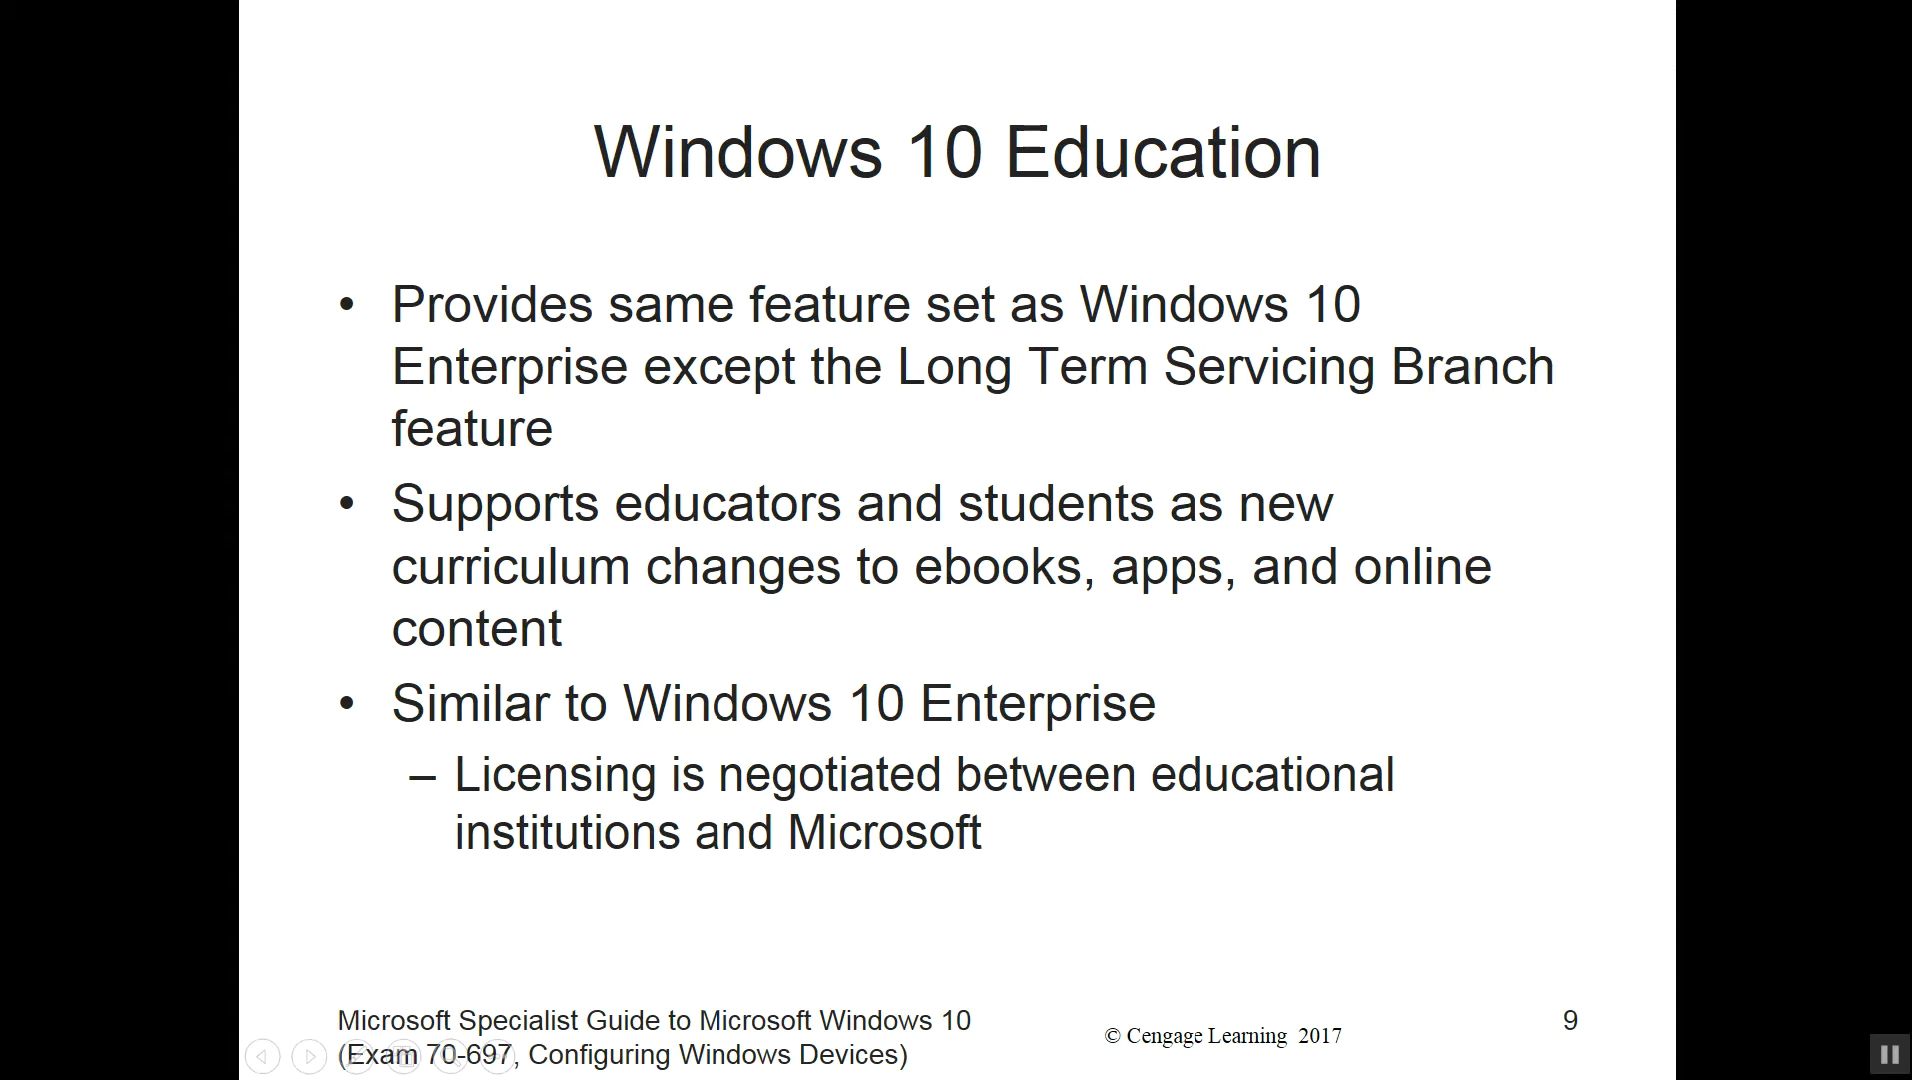 Windows 10 Education
• Provides same feature set as Windows 10
Enterprise except the Long Term Servicing Branch
feature
• Supports educators and students as new
curriculum changes to ebooks, apps, and online
content
• Similar to Windows 10 Enterprise
– Licensing is negotiated between educational
institutions and Microsoft
Microsoft Specialist Guide to Microsoft Windows 10
(Exam 70-697, Configuring Windows Devices)
© Cengage Learning 2017
9